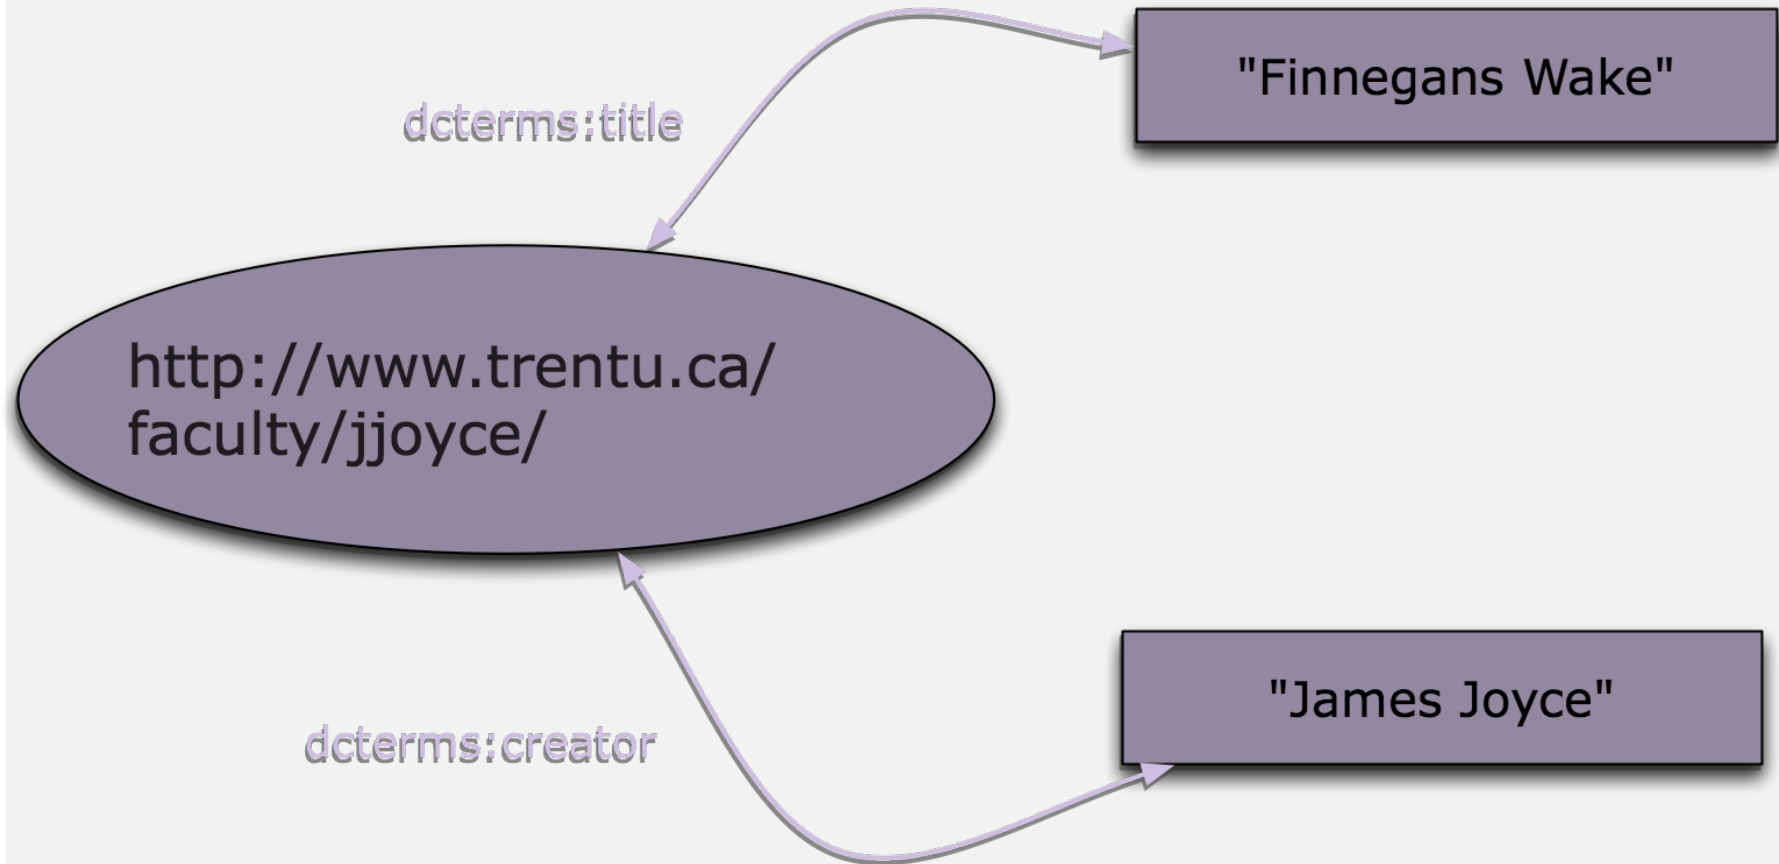 "Finnegans Wake"
dcterms:title
http://www.trentu.ca/
faculty/jjoyce/
"James Joyce"
dcterms:creator